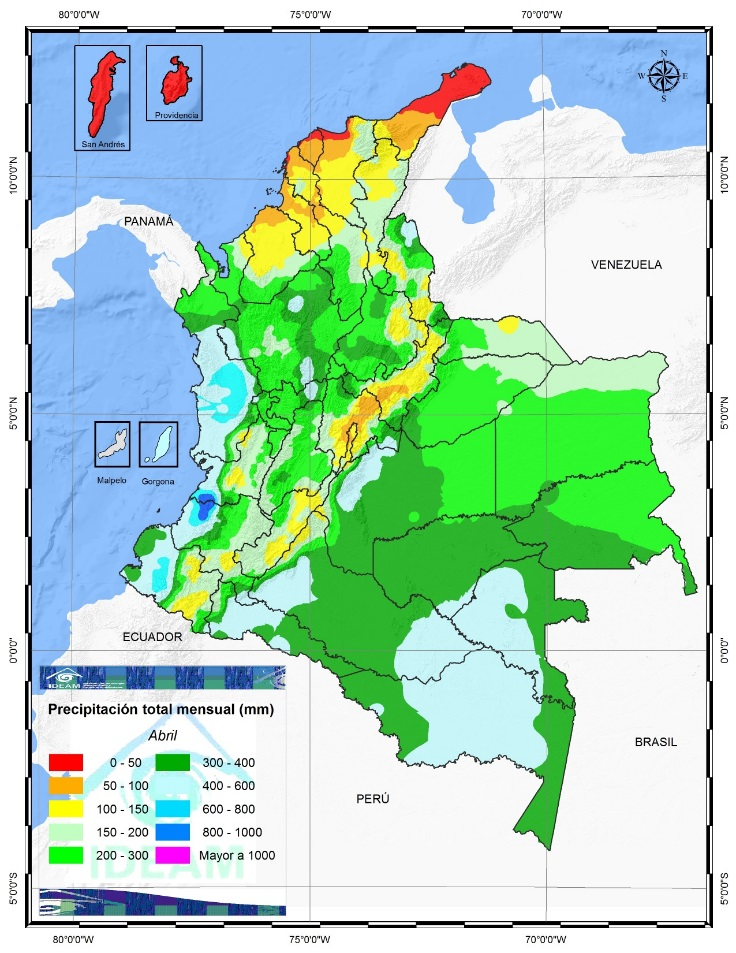 80°0'0"W 75°0'0"W 70°0'0"W
San Andrés
Providencia
N
W E
S
10°0'0"N 10°0'0"N
PANAMÁ
VENEZUELA
5°0'0"N 5°0'0"N
Malpelo Gorgona
ECUADOR
0°0'0" 0°0'0"
IDEAM
Precipitación total mensual (mm)
Abril
0 - 50 300 - 400
50 - 100 400 - 600
100 - 150 600 - 800
150 - 200 800 - 1000
200 - 300 Mayor a 1000
IDEAM
BRASIL
PERÚ
5°0'0"S 5°0'0"S
80°0'0"W 75°0'0"W 70°0'0"W